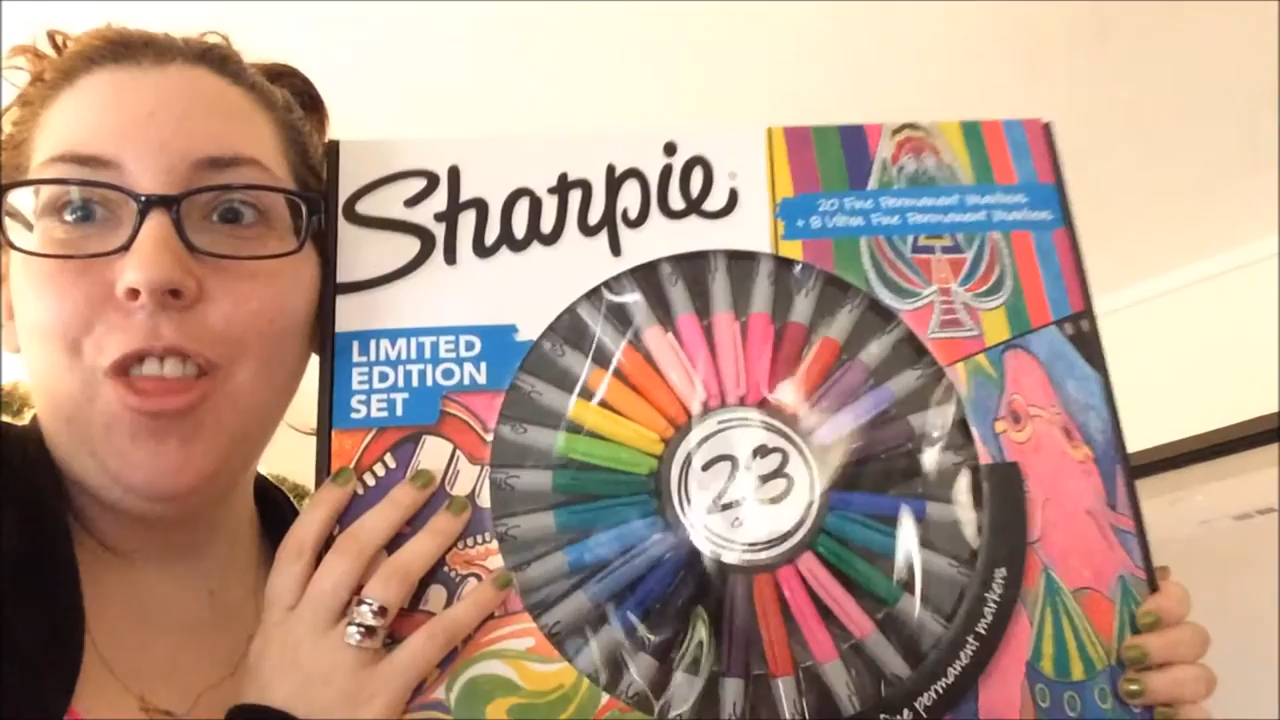 Sharpie
20 Fine Permanent Markers
+ 8 Ultra Fine Permanent Markers
LIMITED
EDITION
SET
23
fine permanent markers